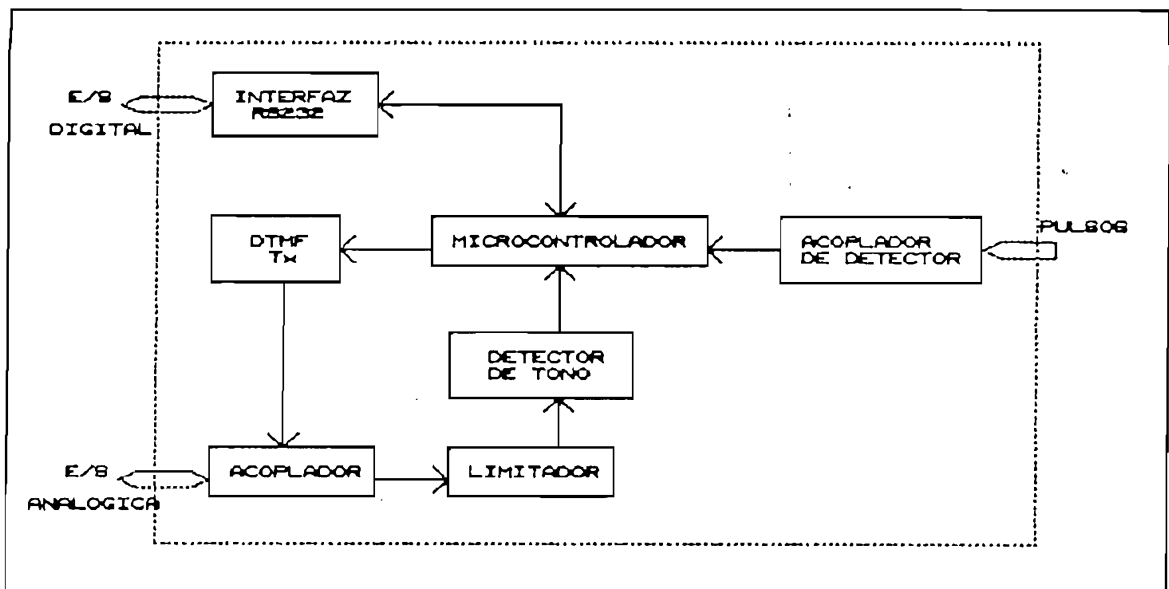 E/S
DIGITAL
INTERFAZ
RS232
DTMF
Tx
MICROCONTROLADOR
ACOPLADOR
DE DETECTOR
PULSOS
DETECTOR
DE TONO
E/S
ANALOGICA
ACOPLADOR
LIMITADOR